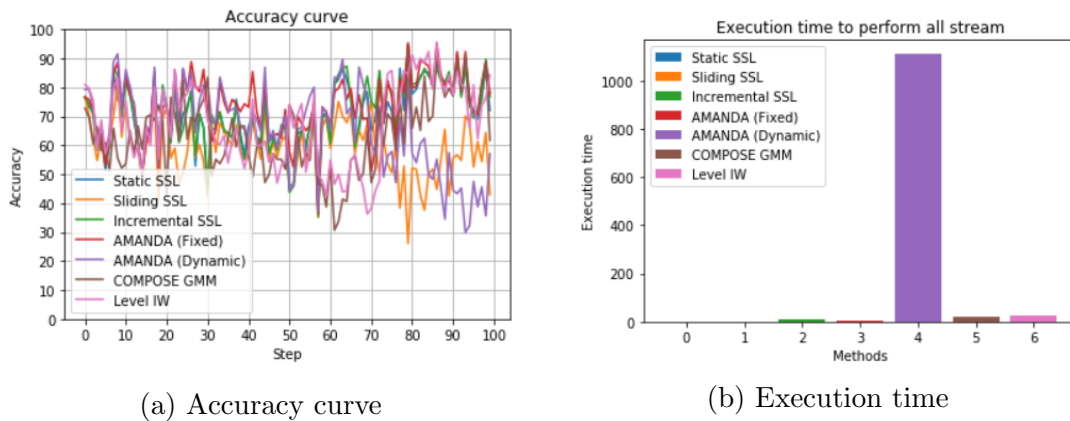 Accuracy curve
100
90
80
70
60
50
40
30
20
10
0
Accuracy
Static SSL
Sliding SSL
Incremental SSL
AMANDA (Fixed)
AMANDA (Dynamic)
COMPOSE GMM
Level IW
0 10 20 30 40 50 60 70 80 90 100
Step
(a) Accuracy curve
Execution time to perform all stream
1000
800
600
400
200
0
Execution time
Static SSL
Sliding SSL
Incremental SSL
AMANDA (Fixed)
AMANDA (Dynamic)
COMPOSE GMM
Level IW
0 1 2 3 4 5 6
Methods
(b) Execution time